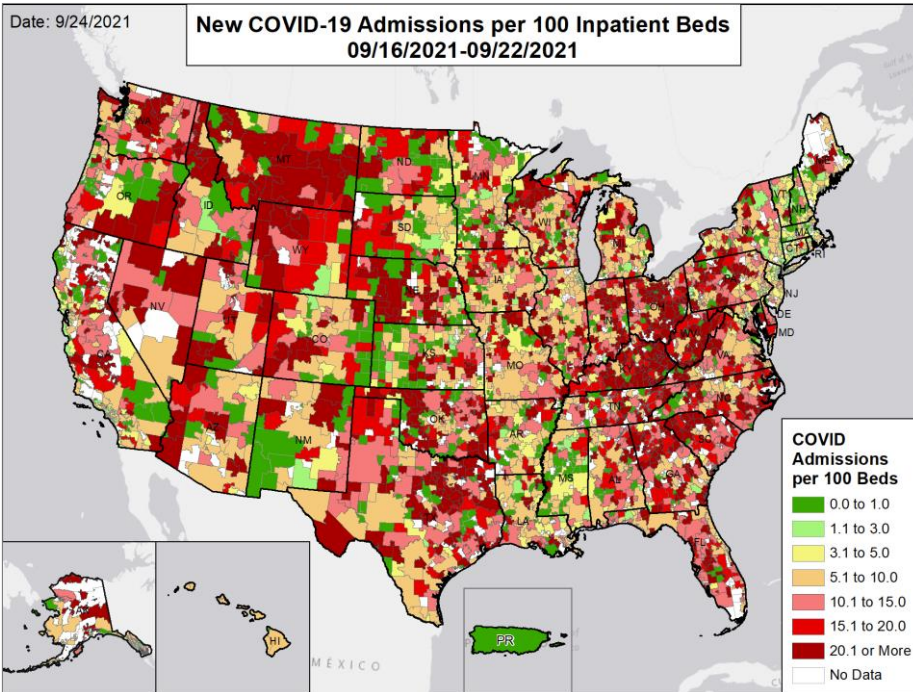 Date: 9/24/2021
New COVID-19 Admissions per 100 Inpatient Beds
09/16/2021-09/22/2021
WA
MT
ND
MN
ME
OR
ID
SD
WI
MI
VT
NH
NY
MA
CT
RI
WY
IA
NE
NJ
NV
UT
CO
OH
DE
MD
WV
VA
CA
KS
MO
AZ
NM
OK
AR
TN
NC
SC
MS
AL
GA
LA
FL
AK
HI
PR
MÉXICO
COVID
Admissions
per 100 Beds
0.0 to 1.0
1.1 to 3.0
3.1 to 5.0
5.1 to 10.0
10.1 to 15.0
15.1 to 20.0
20.1 or More
No Data